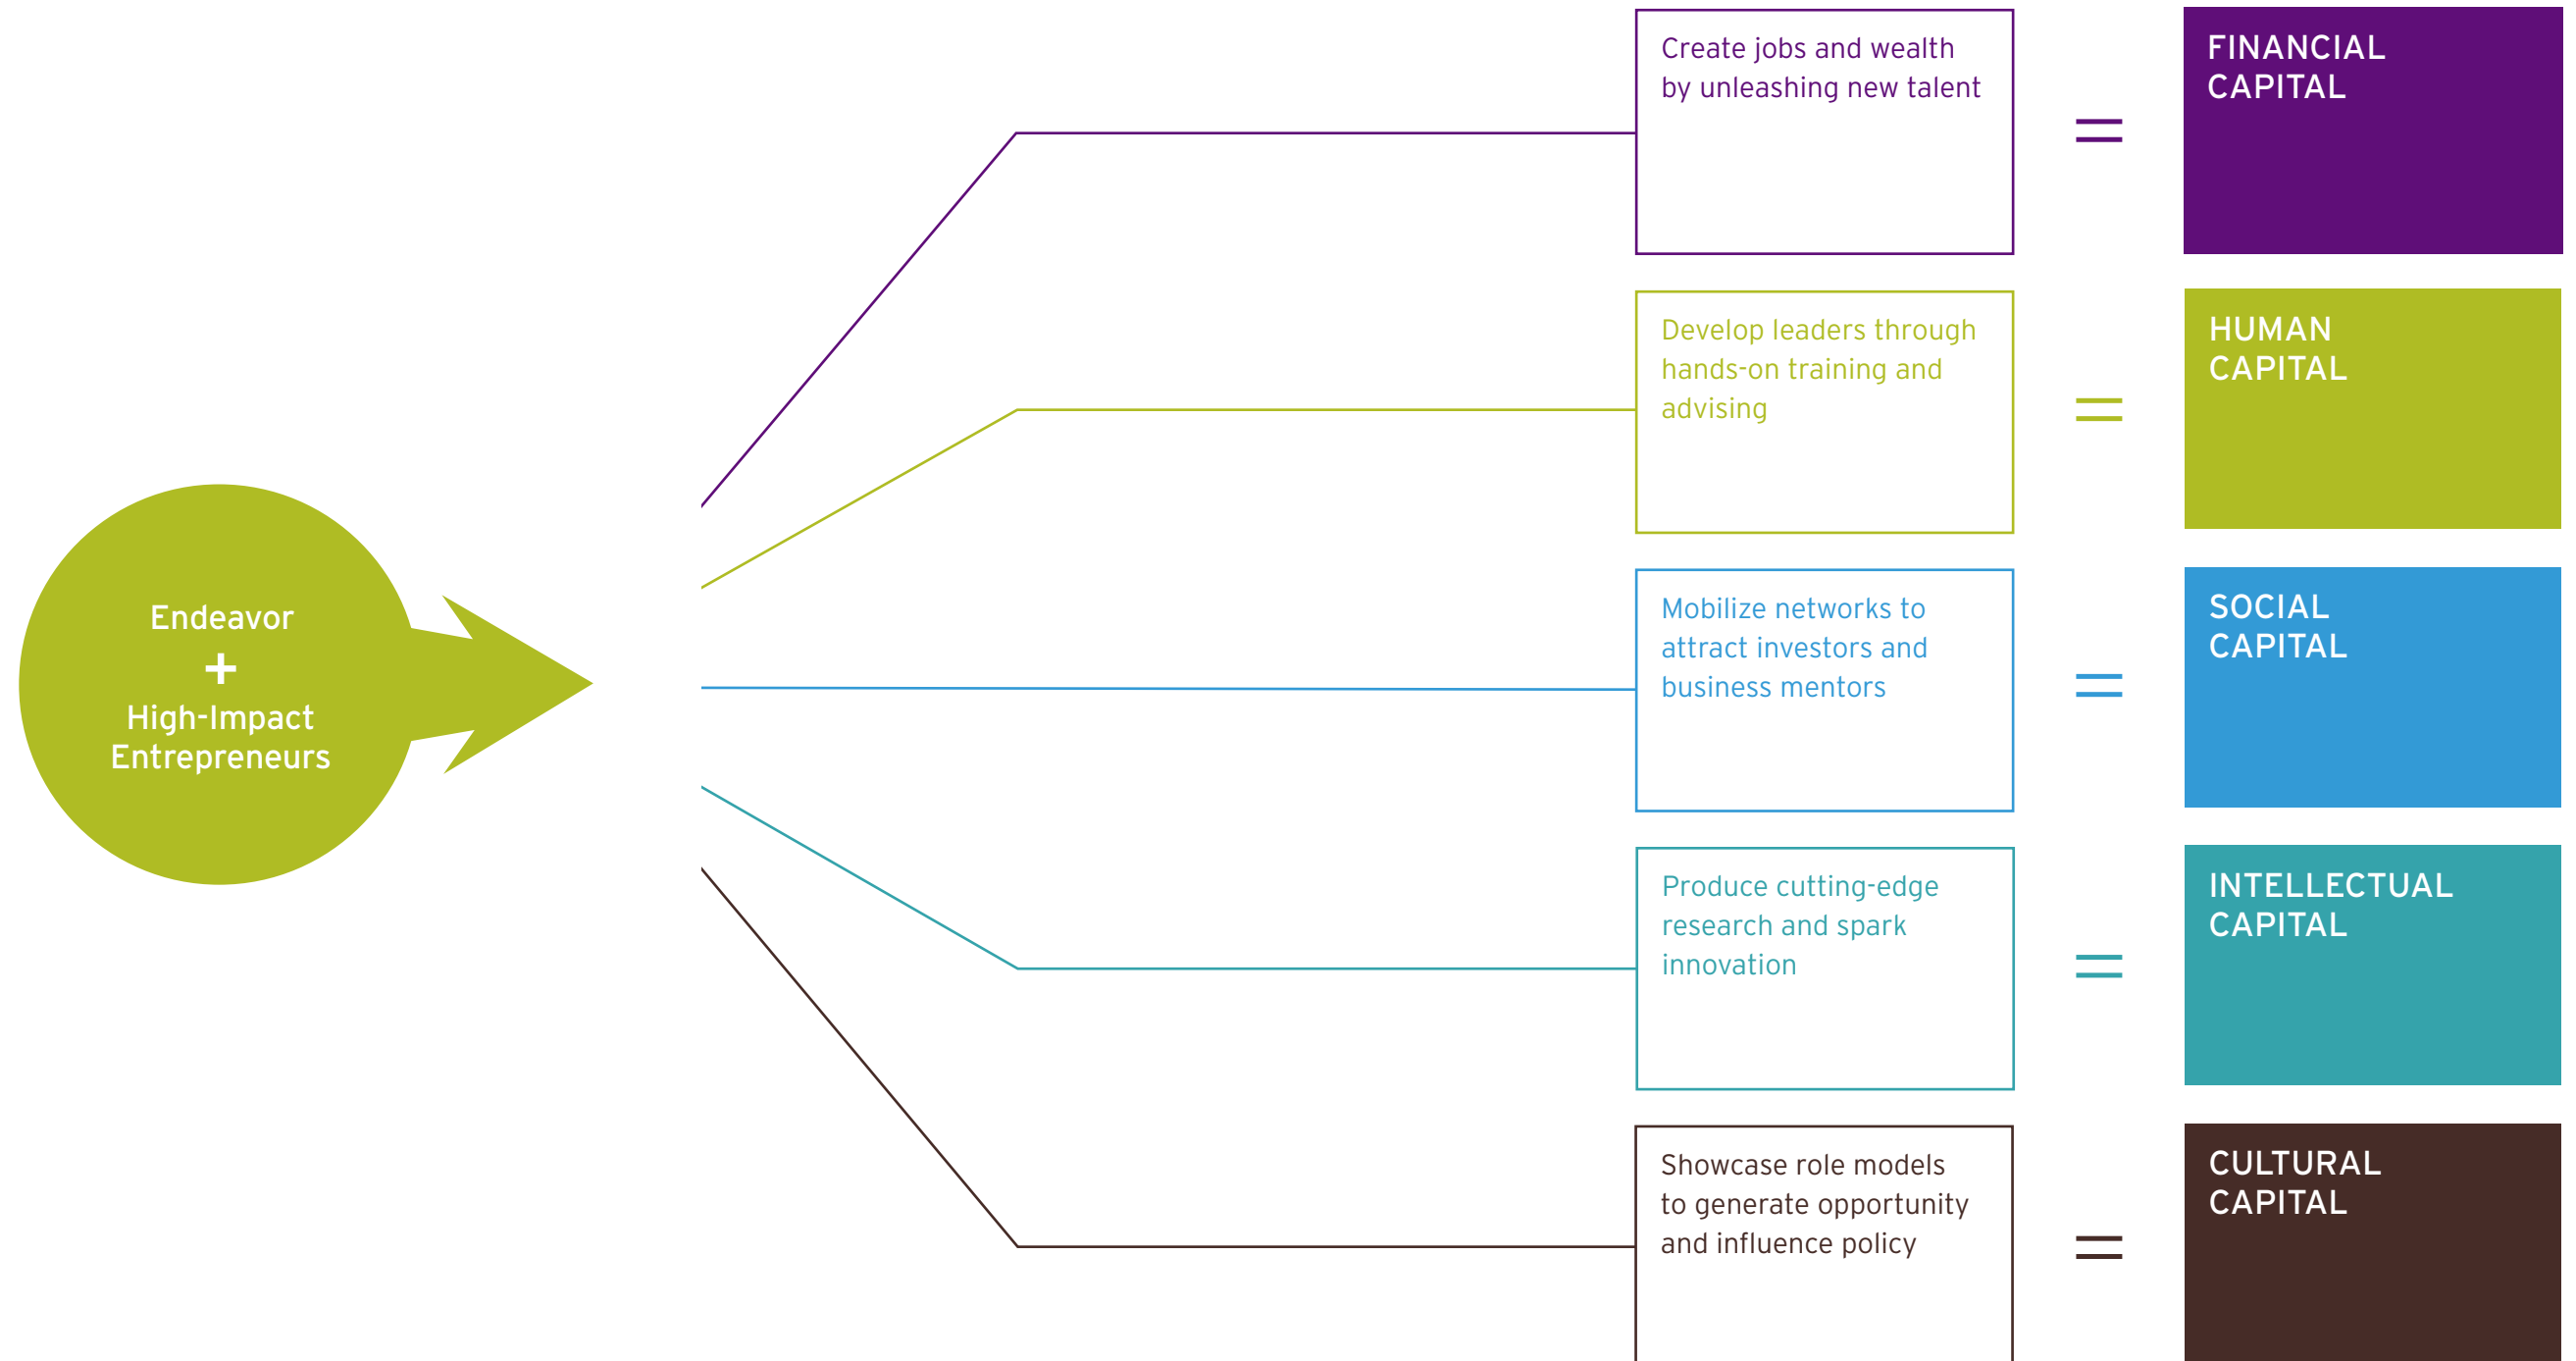 Endeavor
+
High-Impact
Entrepreneurs
Create jobs and wealth
by unleashing new talent
=
FINANCIAL
CAPITAL
Develop leaders through
hands-on training and
advising
=
HUMAN
CAPITAL
Mobilize networks to
attract investors and
business mentors
=
SOCIAL
CAPITAL
Produce cutting-edge
research and spark
innovation
=
INTELLECTUAL
CAPITAL
Showcase role models
to generate opportunity
and influence policy
=
CULTURAL
CAPITAL